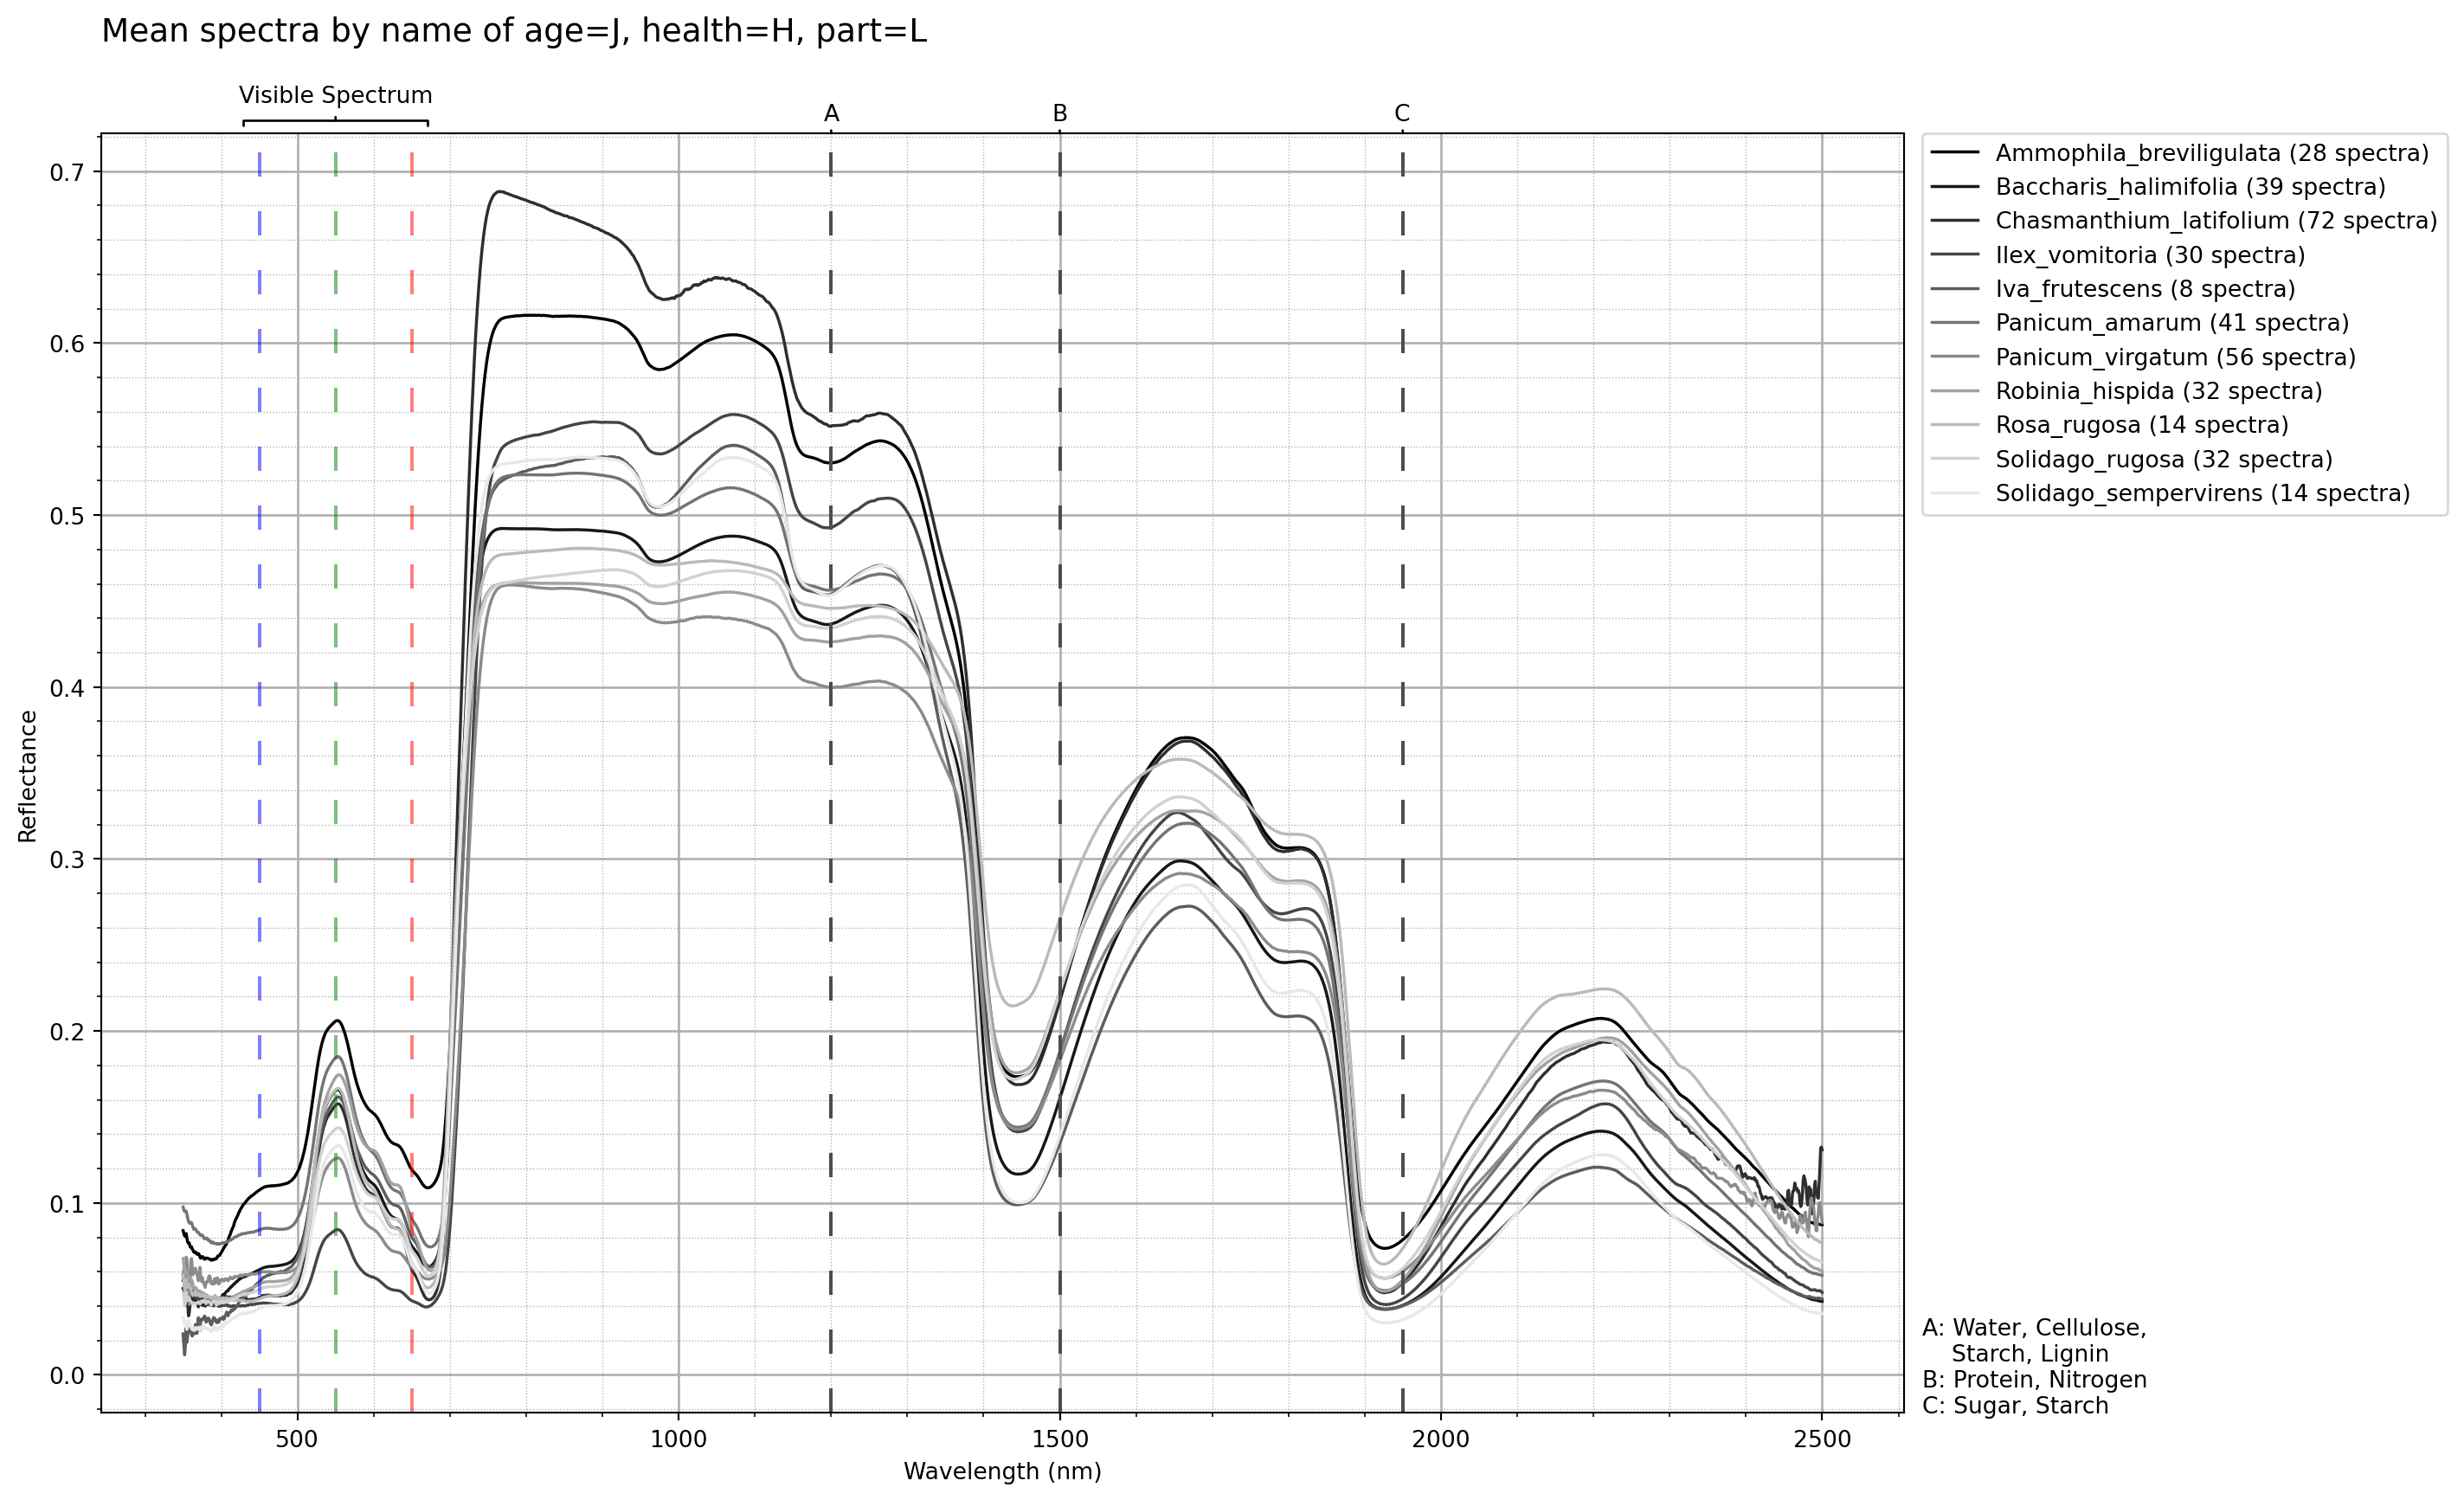 Mean spectra by name of age=J, health=H, part=L
Visible Spectrum
A
B
C
0.7
0.6
0.5
0.4
0.3
0.2
0.1
0.0
Reflectance
500
1000
1500
2000
2500
Wavelength (nm)
Ammophila_breviligulata (28 spectra)
Baccharis_halimifolia (39 spectra)
Chasmanthium_latifolium (72 spectra)
Ilex_vomitoria (30 spectra)
Iva_frutescens (8 spectra)
Panicum_amarum (41 spectra)
Panicum_virgatum (56 spectra)
Robinia_hispida (32 spectra)
Rosa_rugosa (14 spectra)
Solidago_rugosa (32 spectra)
Solidago_sempervirens (14 spectra)
A: Water, Cellulose,
Starch, Lignin
B: Protein, Nitrogen
C: Sugar, Starch